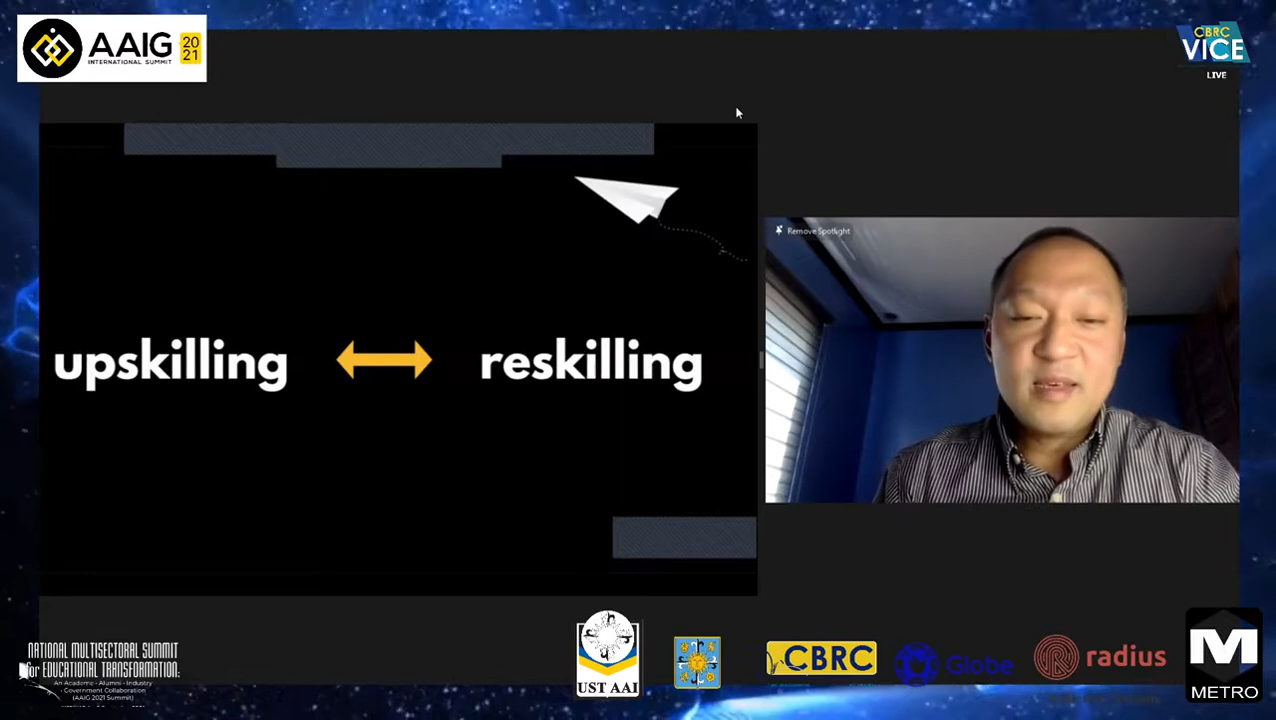 AAIG
INTERNATIONAL SUMMIT
20
21
CBRC
VICE
LIVE
Remove Spotlight
upskilling
reskilling
NATIONAL MULTISECTORAL SUMMIT
for EDUCATIONAL TRANSFORMATION:
An Academe - Alumni - Industry
- Government Collaboration
(AAIG 2021 Summit)
UST AAI
CBRC
Globe
radius
M
METRO